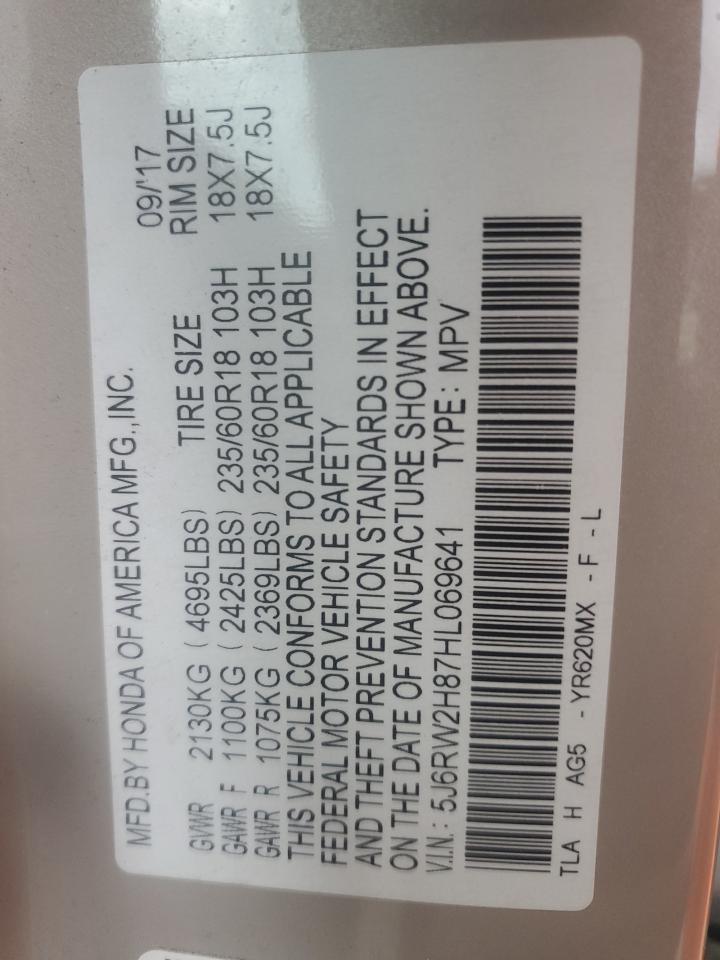 MFD.BY HONDA OF AMERICA MFG.,INC.
09/'17
TIRE SIZE RIM SIZE
GVWR 2130KG ( 4695LBS)
GAWR F 1100KG ( 2425LBS) 235/60R18 103H 18X7.5J
GAWR R 1075KG ( 2369LBS) 235/60R18 103H 18X7.5J
THIS VEHICLE CONFORMS TO ALL APPLICABLE
FEDERAL MOTOR VEHICLE SAFETY
AND THEFT PREVENTION STANDARDS IN EFFECT
ON THE DATE OF MANUFACTURE SHOWN ABOVE.
V.I.N.: 5J6RW2H87HL069641 TYPE: MPV
TLA H AG5 - YR620MX - F - L